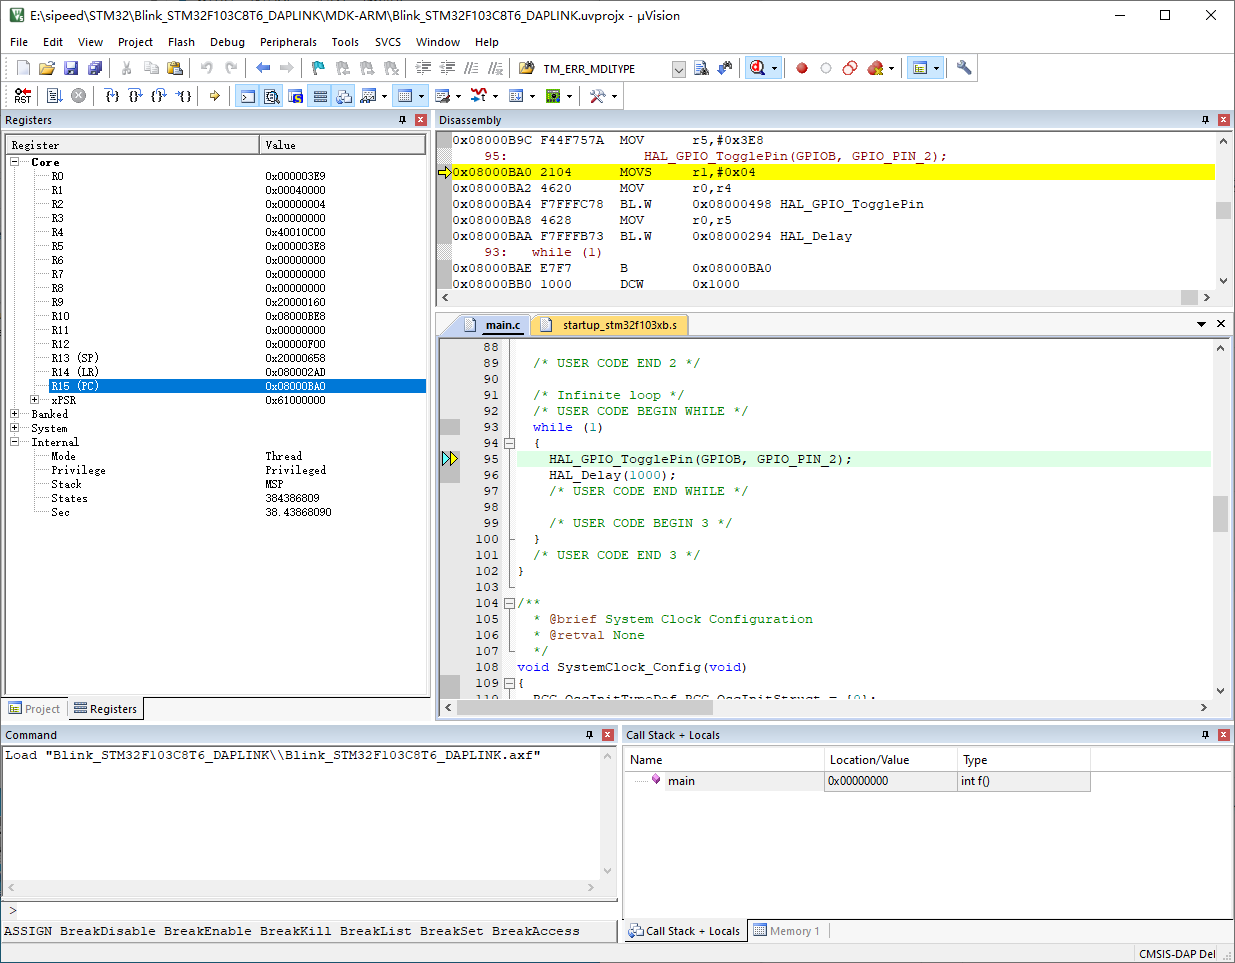 E:\sipeed\STM32\Blink_STM32F103C8T6_DAPLINK\MDK-ARM\Blink_STM32F103C8T6_DAPLINK.uvprojx - µVision
File Edit View Project Flash Debug Peripherals Tools SVCS Window Help
TM_ERR_MDLTYPE
RST
Registers
Register Value
Core
R0 0x000003E9
R1 0x00040000
R2 0x00000004
R3 0x00000000
R4 0x40010C00
R5 0x000003E8
R6 0x00000000
R7 0x00000000
R8 0x00000000
R9 0x20000160
R10 0x08000BE8
R11 0x00000000
R12 0x00000F00
R13 (SP) 0x20000658
R14 (LR) 0x080002AD
R15 (PC) 0x08000BA0
xPSR 0x61000000
Banked
System
Internal
Mode Thread
Privilege Privileged
Stack MSP
States 384386809
Sec 38.43868090
Project Registers
Disassembly
0x08000B9C F44F757A MOV r5,#0x3E8
95: HAL_GPIO_TogglePin(GPIOB, GPIO_PIN_2);
0x08000BA0 2104 MOVS r1,#0x04
0x08000BA2 4620 MOV r0,r4
0x08000BA4 F7FFFC78 BL.W 0x08000498 HAL_GPIO_TogglePin
0x08000BA8 4628 MOV r0,r5
0x08000BAA F7FFFB73 BL.W 0x08000294 HAL_Delay
93: while (1)
0x08000BAE E7F7 B 0x08000BA0
0x08000BB0 1000 DCW 0x1000
main.c startup_stm32f103xb.s
88
89 /* USER CODE END 2 */
90
91 /* Infinite loop */
92 /* USER CODE BEGIN WHILE */
93 while (1)
94 {
95 HAL_GPIO_TogglePin(GPIOB, GPIO_PIN_2);
96 HAL_Delay(1000);
97 /* USER CODE END WHILE */
98
99 /* USER CODE BEGIN 3 */
100 }
101 /* USER CODE END 3 */
102 }
103
104 /**
105 * @brief System Clock Configuration
106 * @retval None
107 */
108 void SystemClock_Config(void)
109 {
110 RCC_OscInitTypeDef RCC_OscInitStruct = {0};
Command
Load "Blink_STM32F103C8T6_DAPLINK\\Blink_STM32F103C8T6_DAPLINK.axf"
>
ASSIGN BreakDisable BreakEnable BreakKill BreakList BreakSet BreakAccess
Call Stack + Locals
Name Location/Value Type
main 0x00000000 int f()
Call Stack + Locals Memory 1
CMSIS-DAP Del